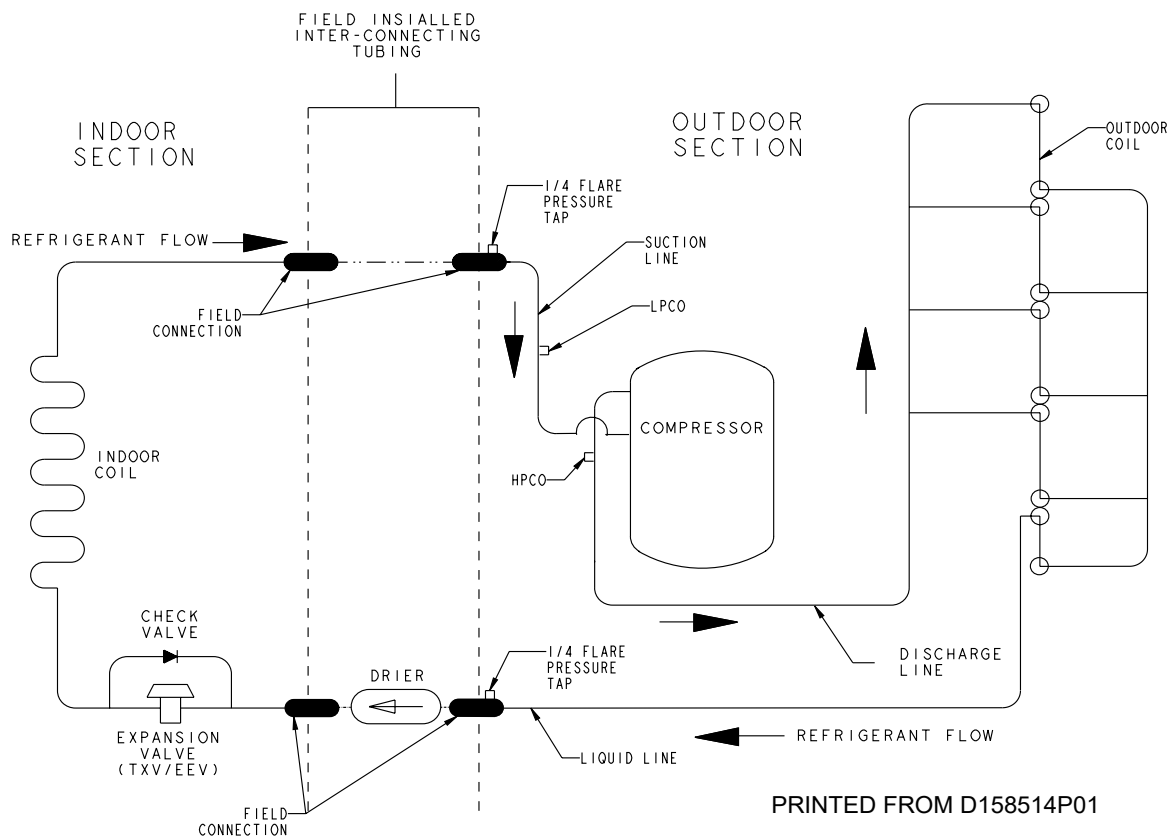 FIELD INSIALLED
INTER-CONNECTING
TUBING
INDOOR
SECTION
OUTDOOR
SECTION
OUTDOOR
COIL
1/4 FLARE
PRESSURE
TAP
REFRIGERANT FLOW
SUCTION
LINE
LPCO
FIELD
CONNECTION
COMPRESSOR
INDOOR
COIL
HPCO
CHECK
VALVE
DRIER
1/4 FLARE
PRESSURE
TAP
DISCHARGE
LINE
EXPANSION
VALVE
(TXV/EEV)
LIQUID LINE
REFRIGERANT FLOW
FIELD
CONNECTION
PRINTED FROM D158514P01